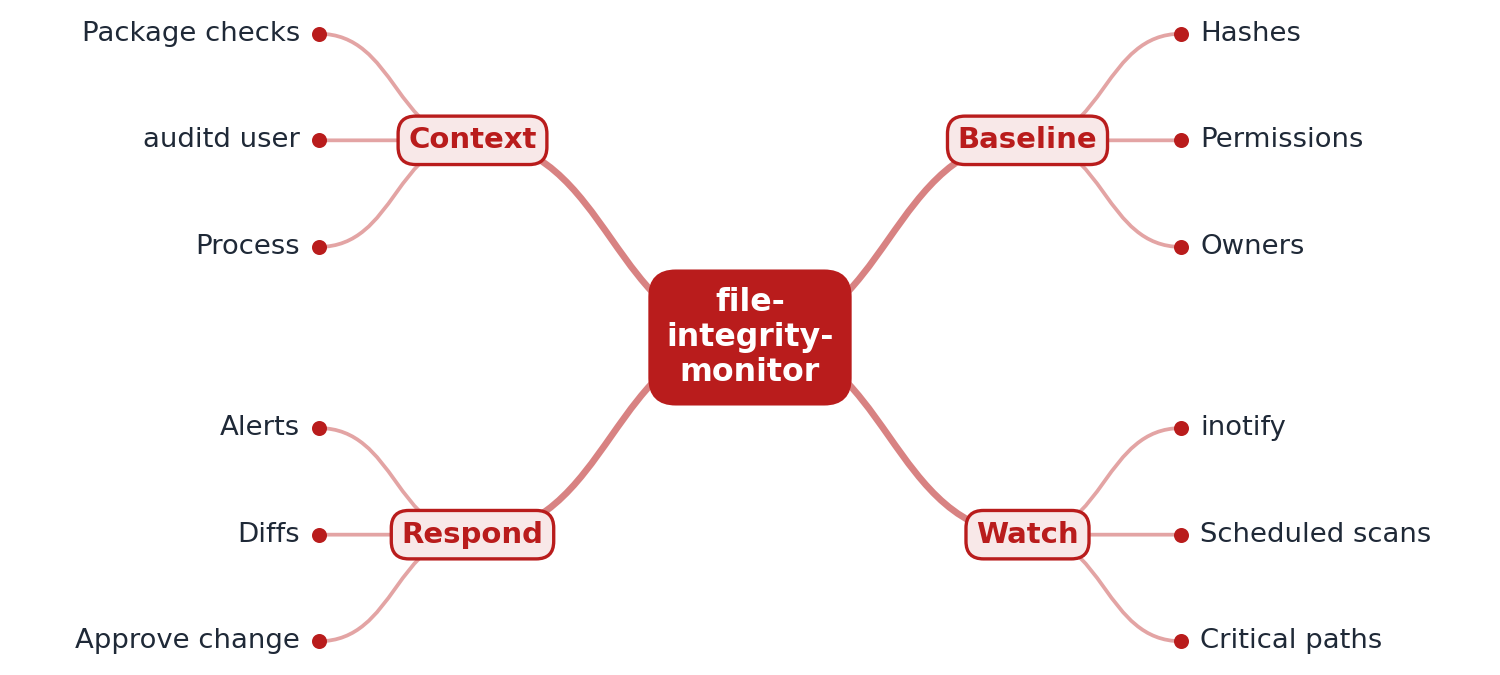 Package checks
auditd user
Process
Context
Baseline
Hashes
Permissions
Owners
file-
integrity-
monitor
Alerts
Diffs
Approve change
Respond
Watch
inotify
Scheduled scans
Critical paths